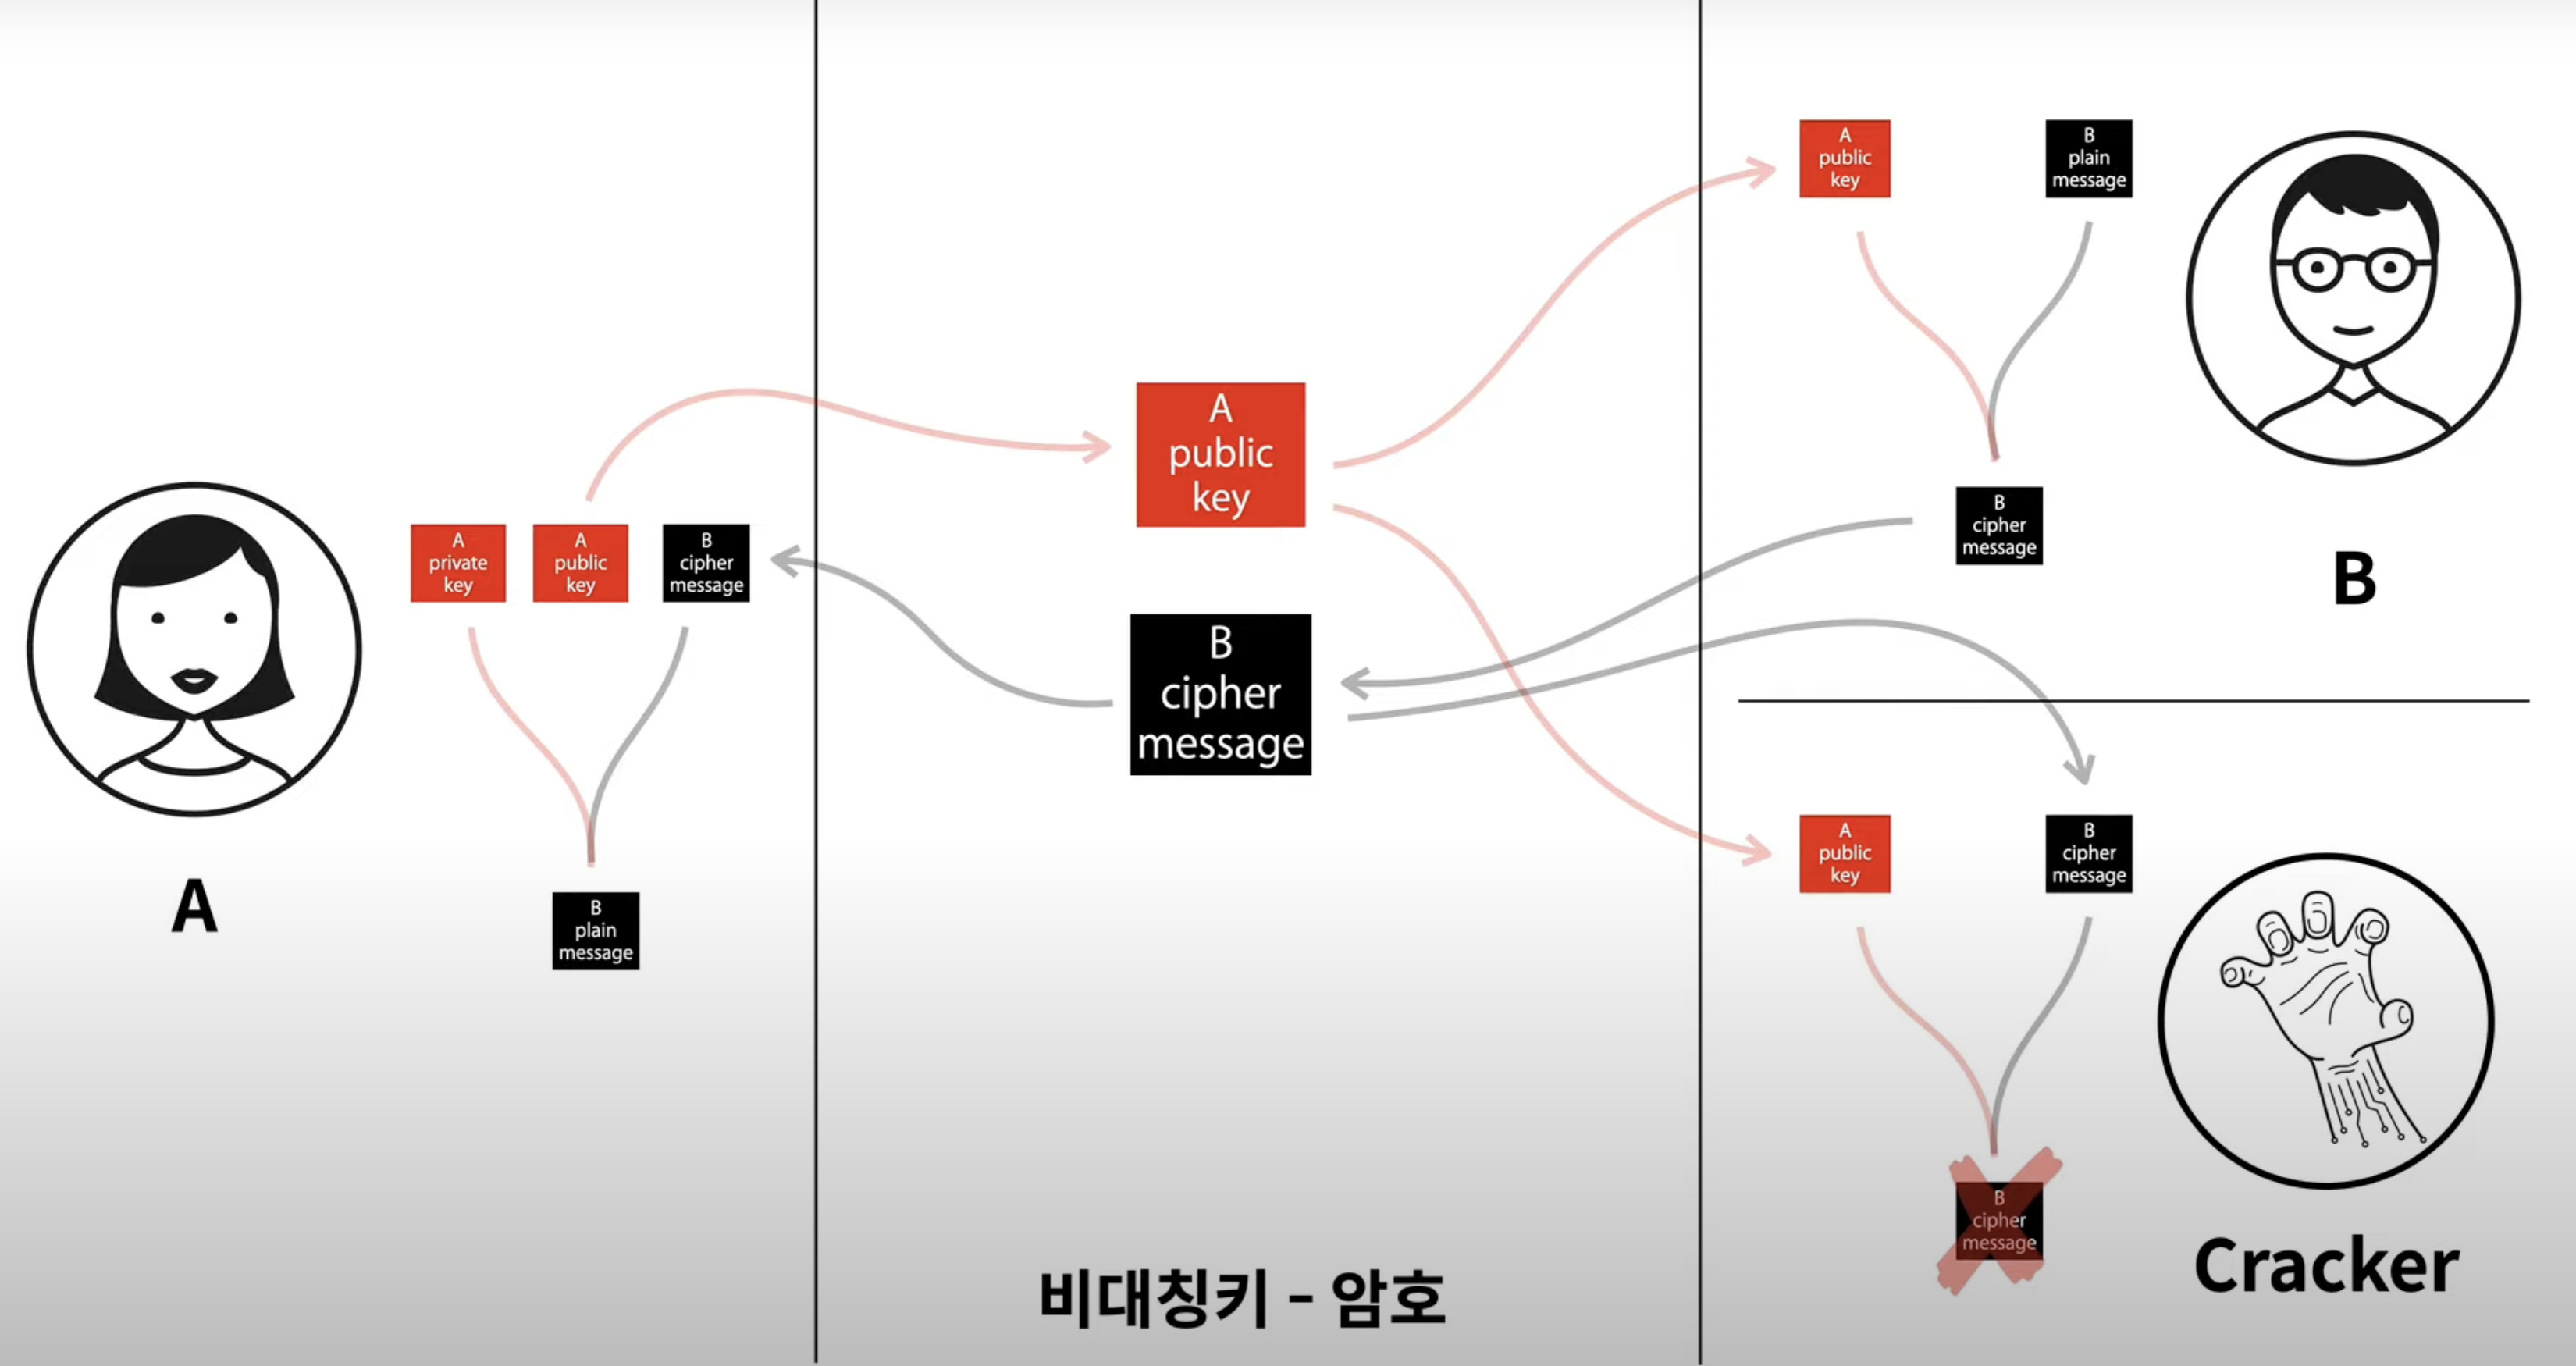 A
private
key
A
public
key
B
cipher
message
B
plain
message
A
A
public
key
B
cipher
message
비대칭키 - 암호
A
public
key
B
plain
message
B
cipher
message
B
A
public
key
B
cipher
message
B
cipher
message
Cracker